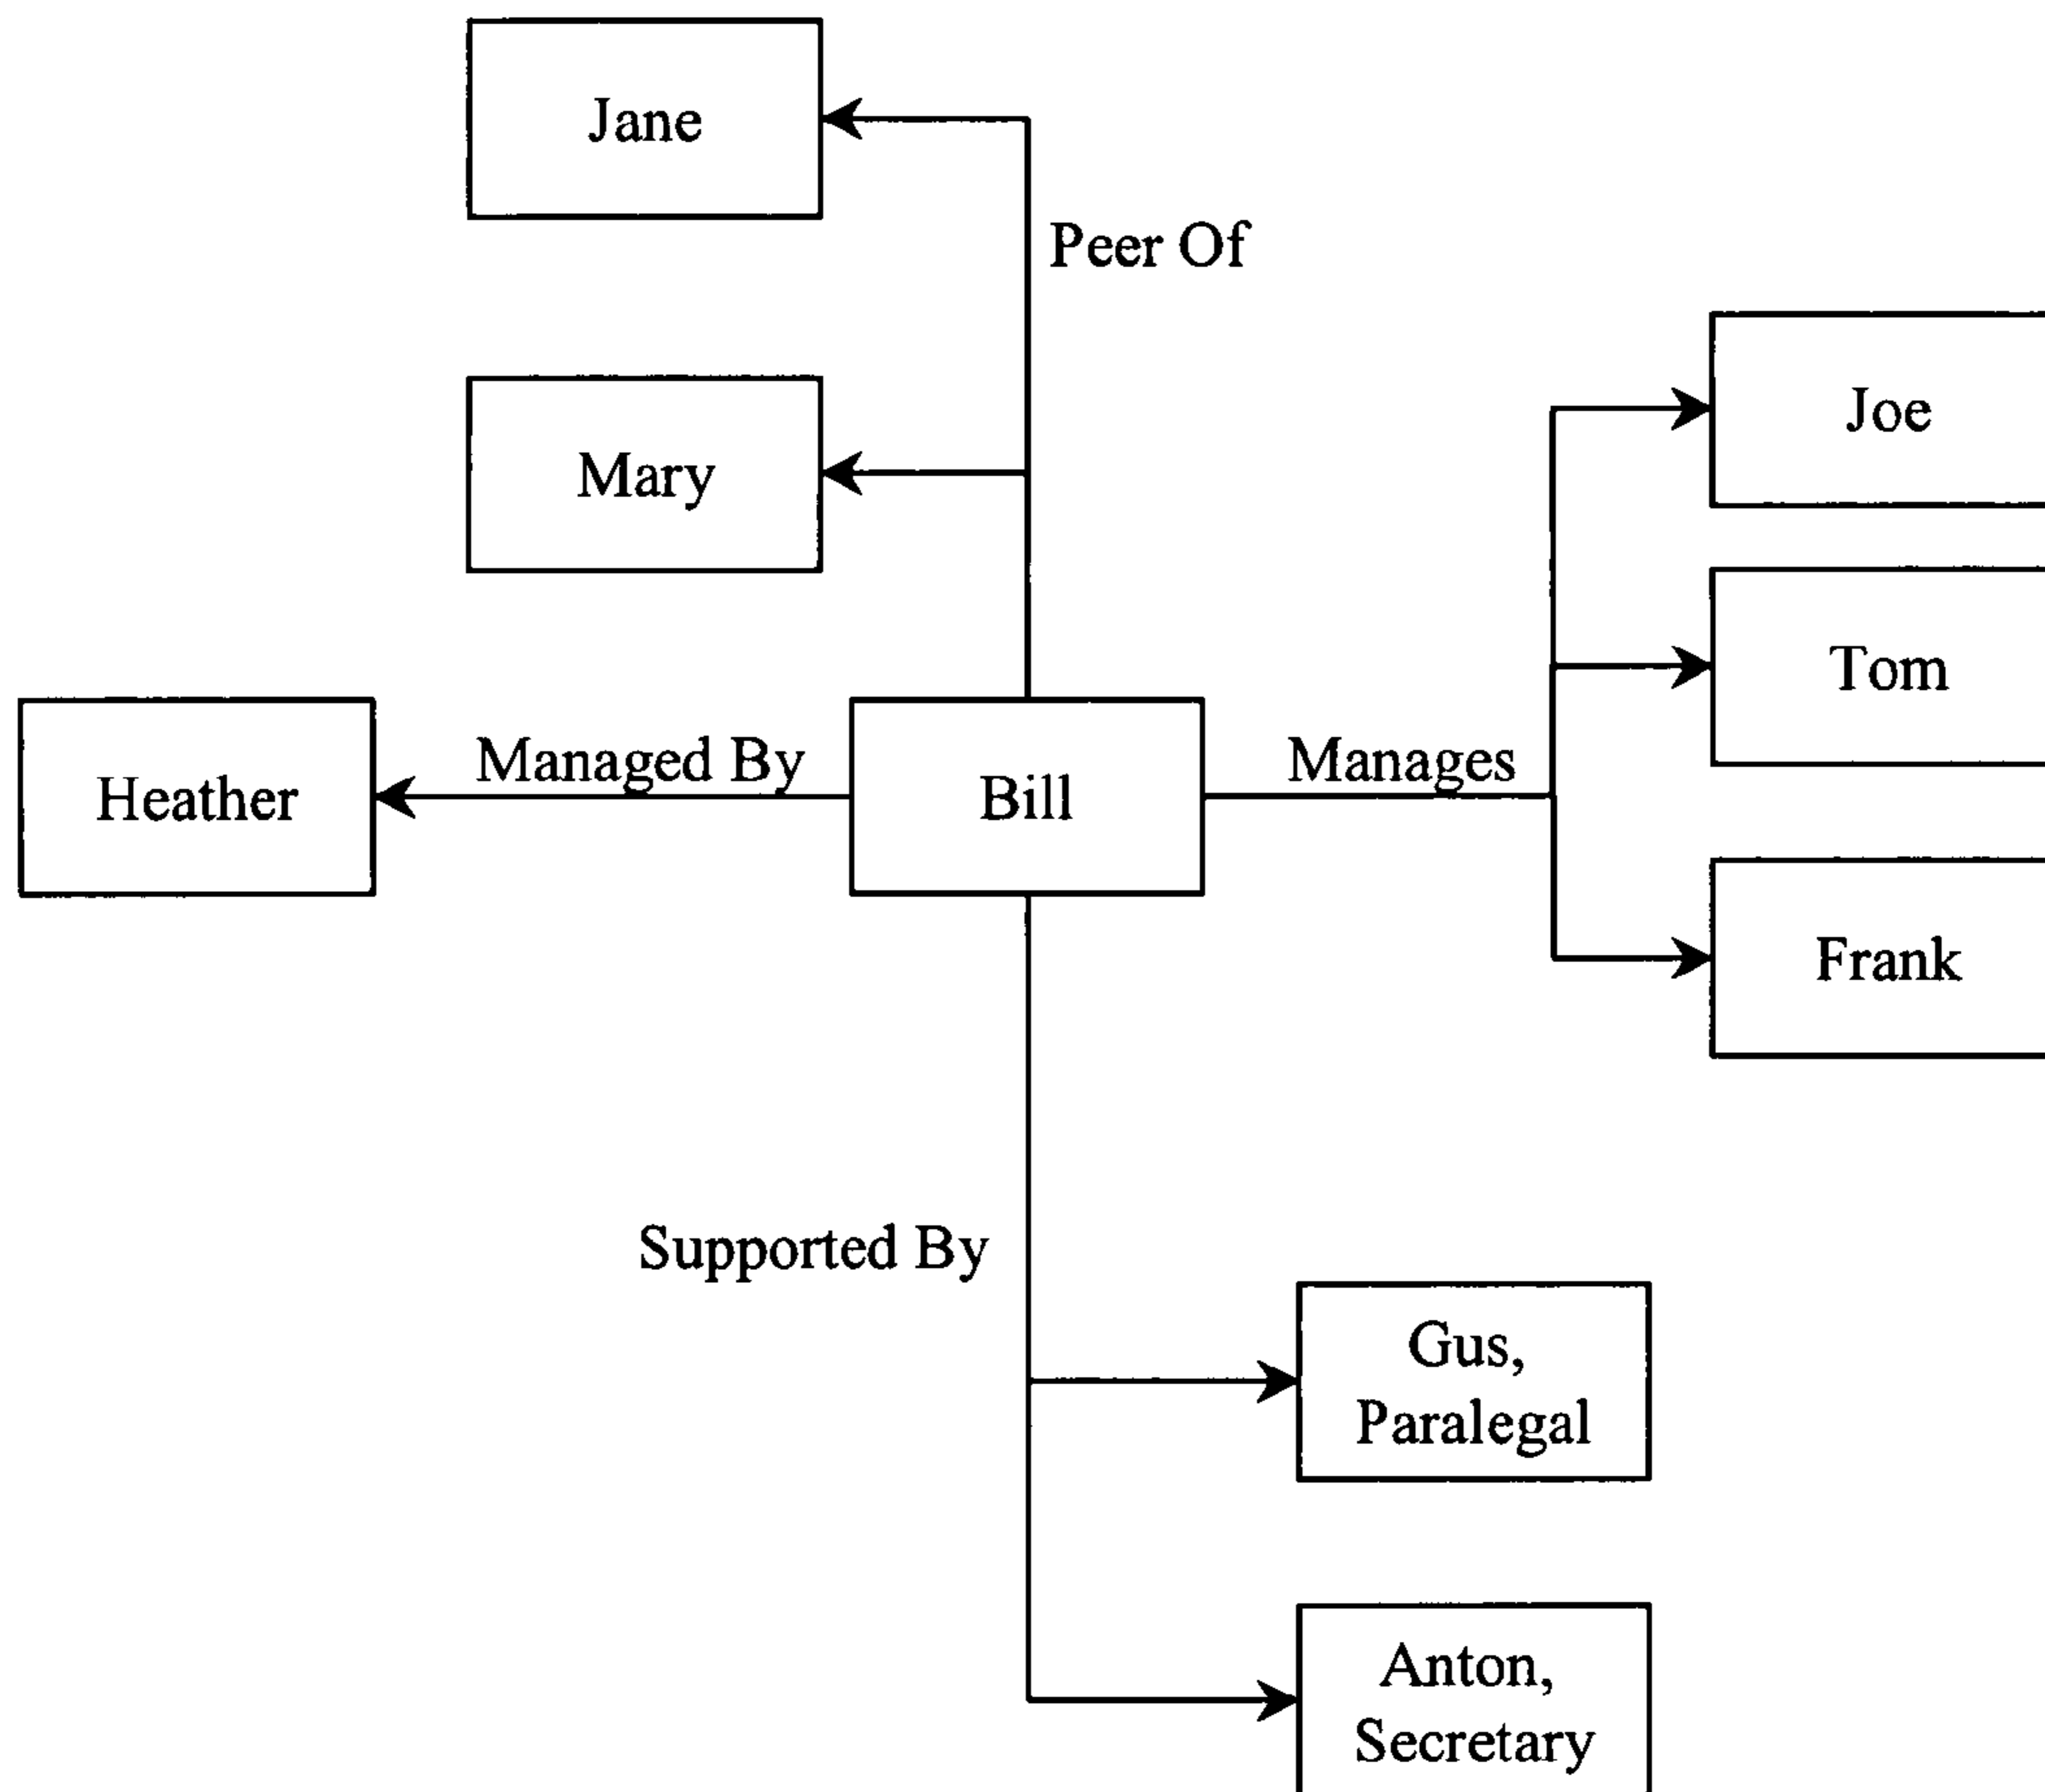 Jane
Peer Of
Mary
Joe
Tom
Heather
Managed By
Bill
Manages
Frank
Supported By
Gus,
Paralegal
Anton,
Secretary